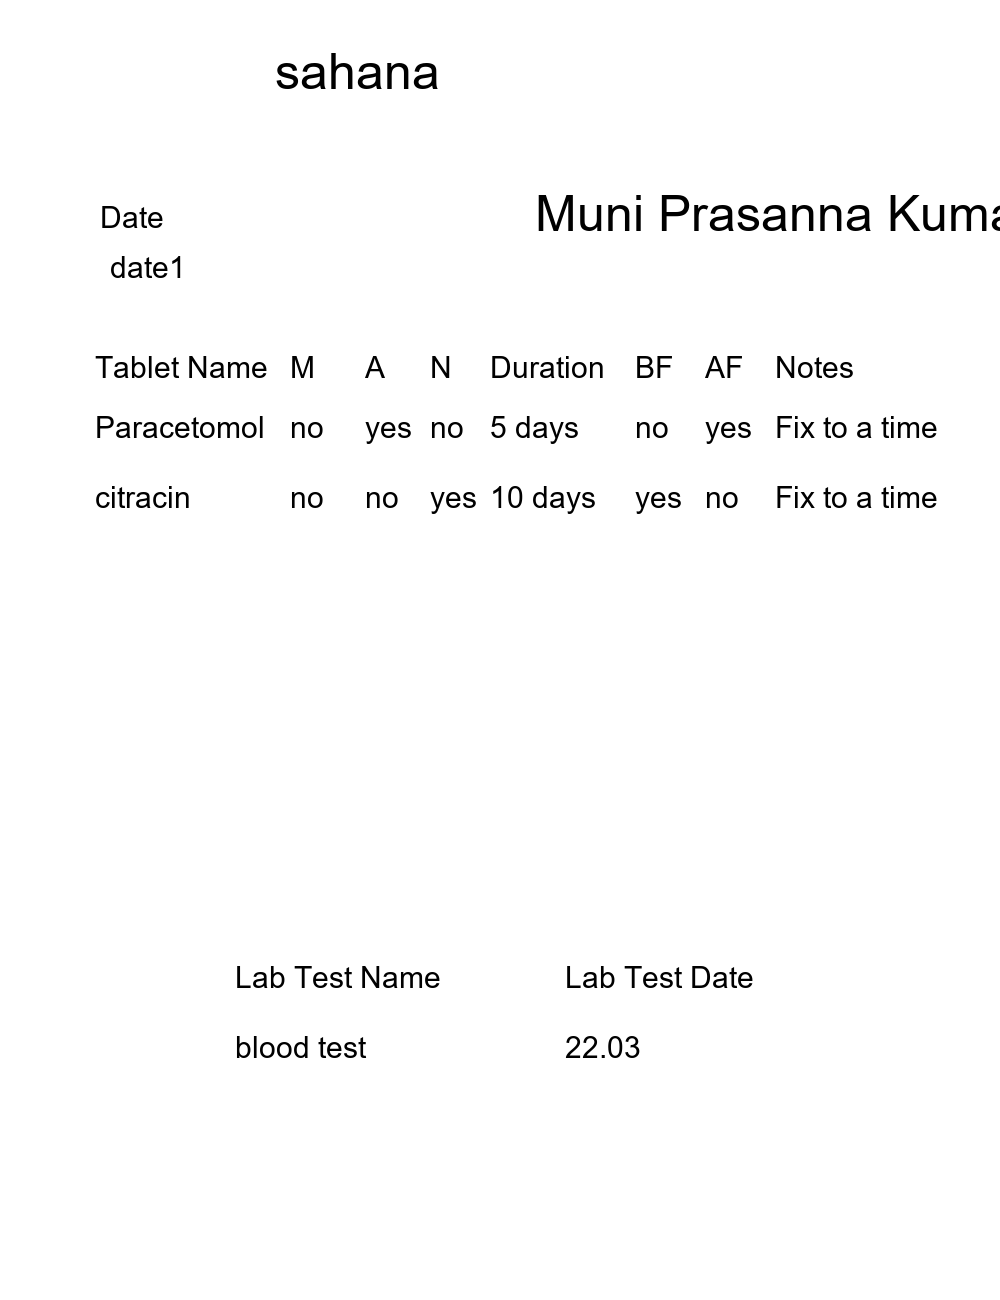 sahana
Muni Prasanna Kuma
Date
date1
Tablet Name M A N Duration BF AF Notes
Paracetomol no yes no 5 days no yes Fix to a time
citracin no no yes 10 days yes no Fix to a time
Lab Test Name Lab Test Date
blood test 22.03